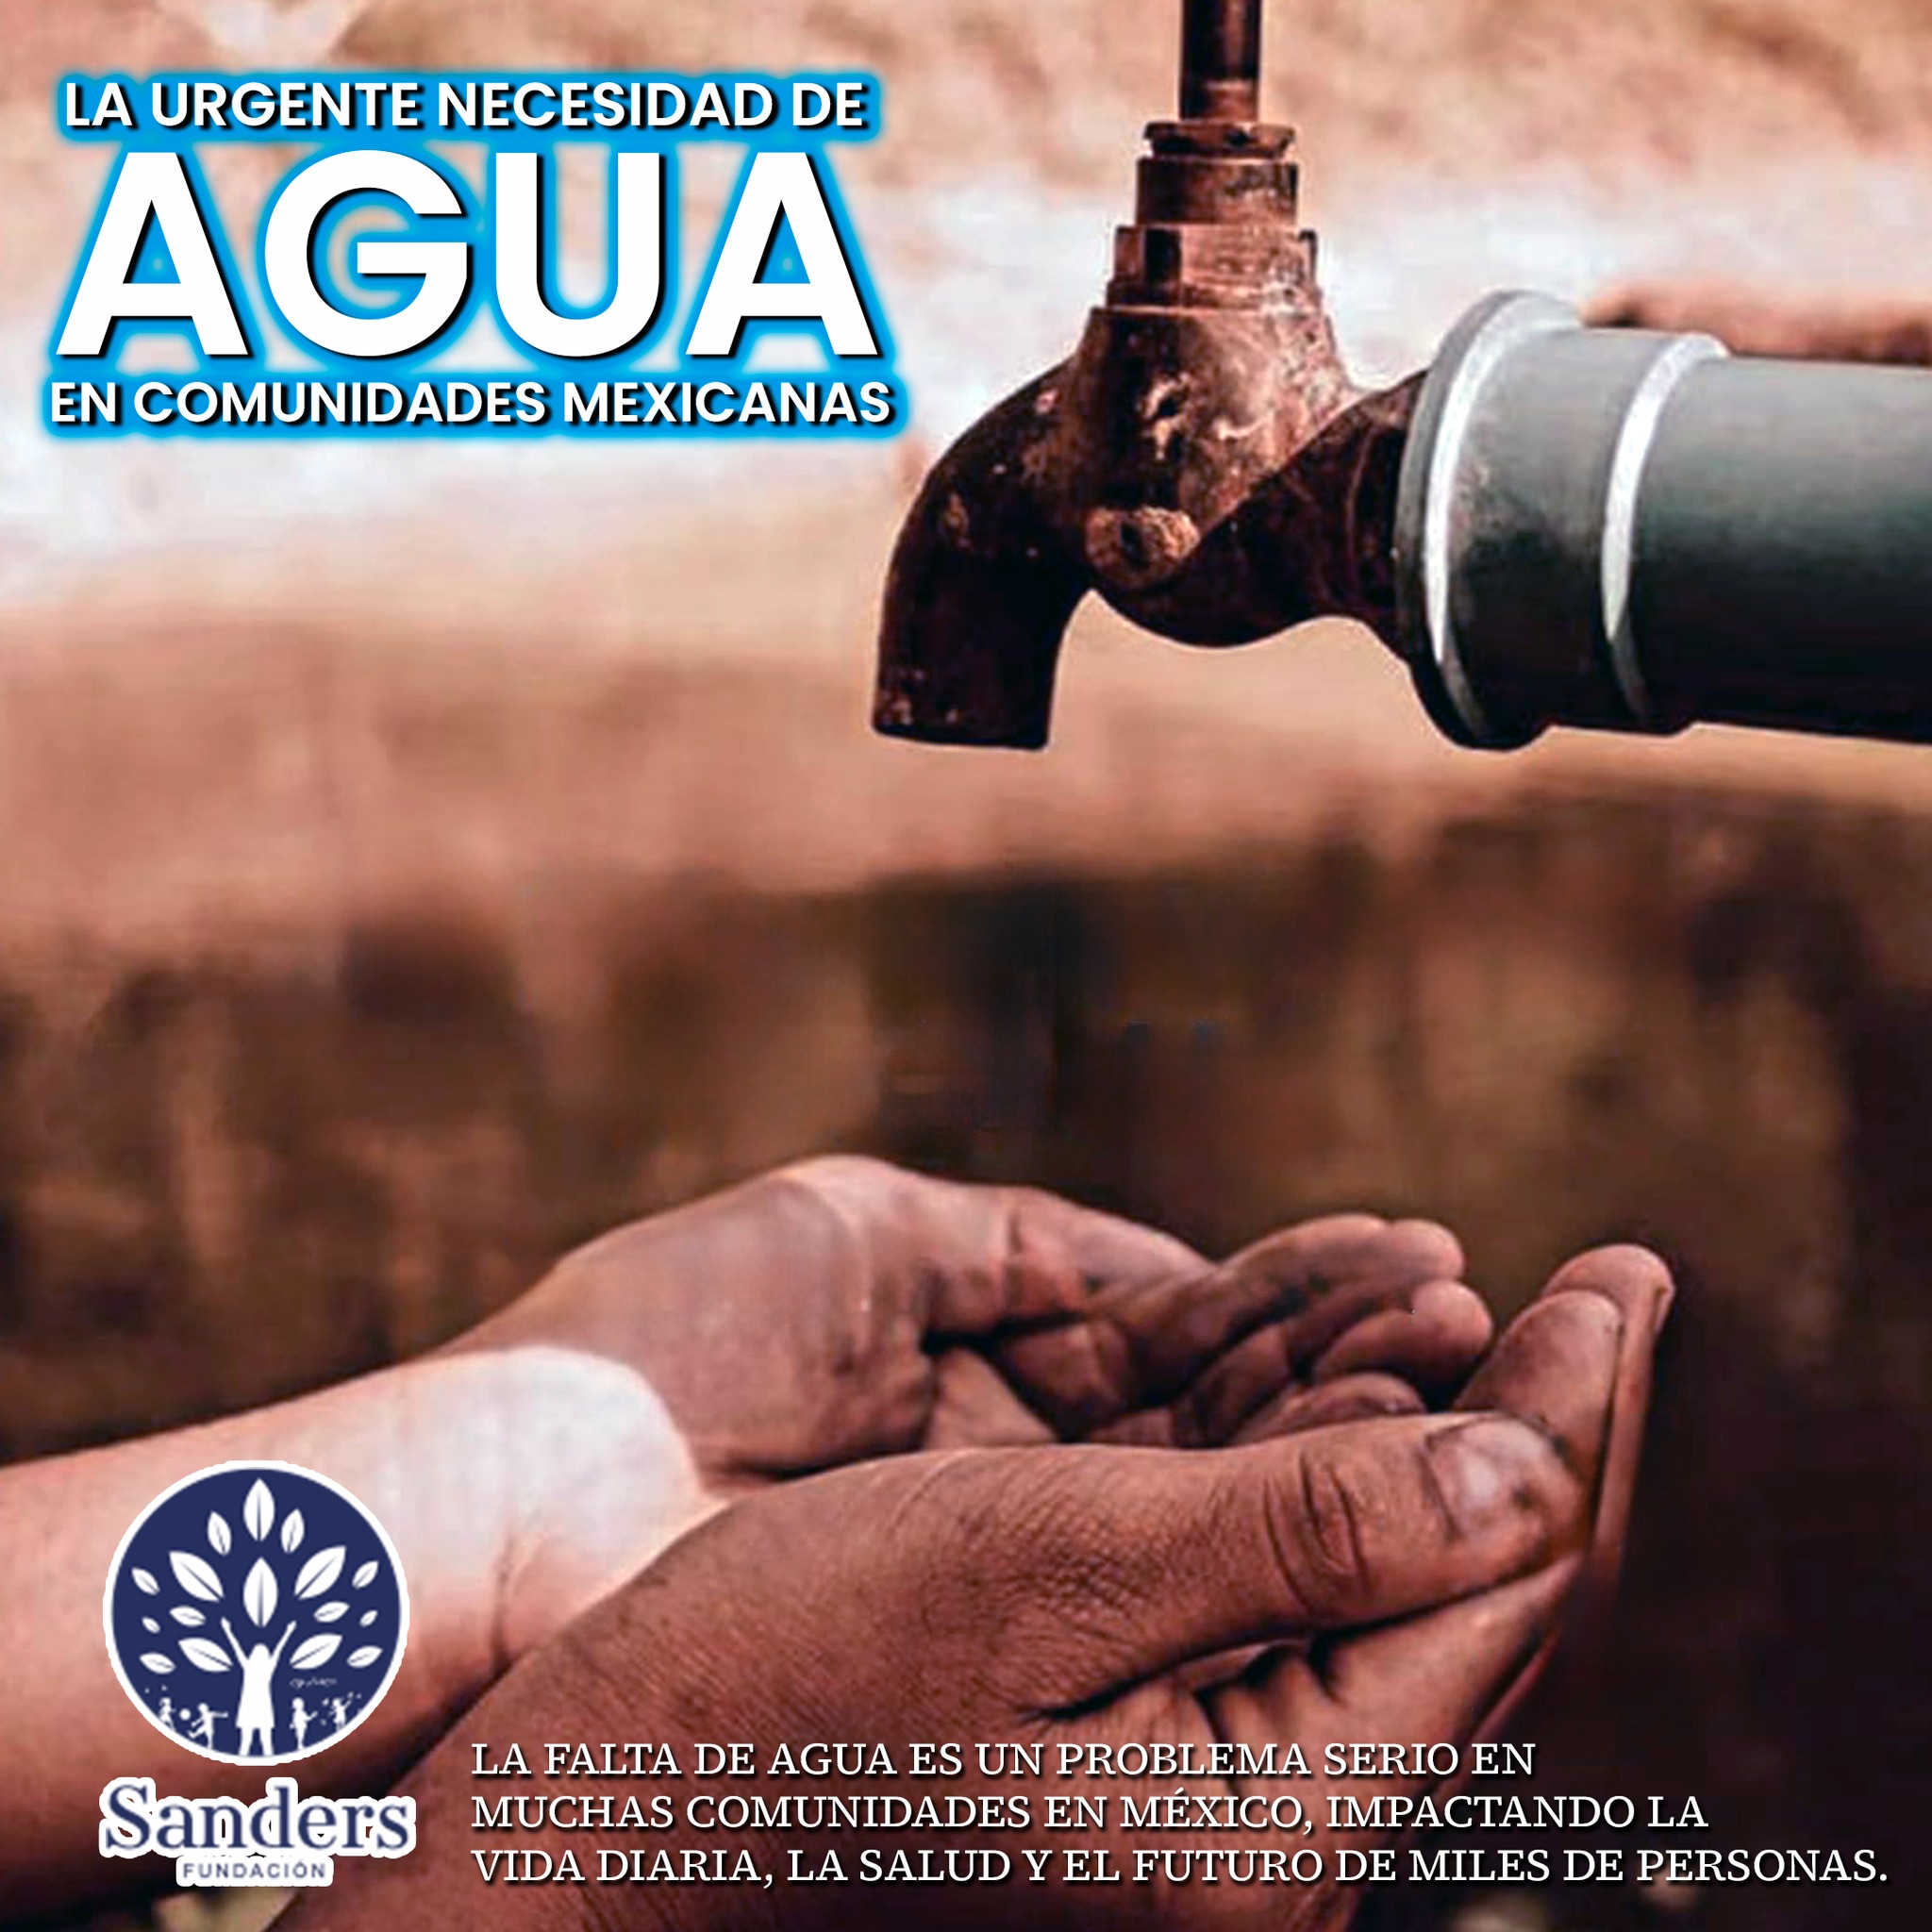 LA URGENTE NECESIDAD DE
AGUA
EN COMUNIDADES MEXICANAS
Sanders
FUNDACIÓN
LA FALTA DE AGUA ES UN PROBLEMA SERIO EN
MUCHAS COMUNIDADES EN MÉXICO, IMPACTANDO LA
VIDA DIARIA, LA SALUD Y EL FUTURO DE MILES DE PERSONAS.